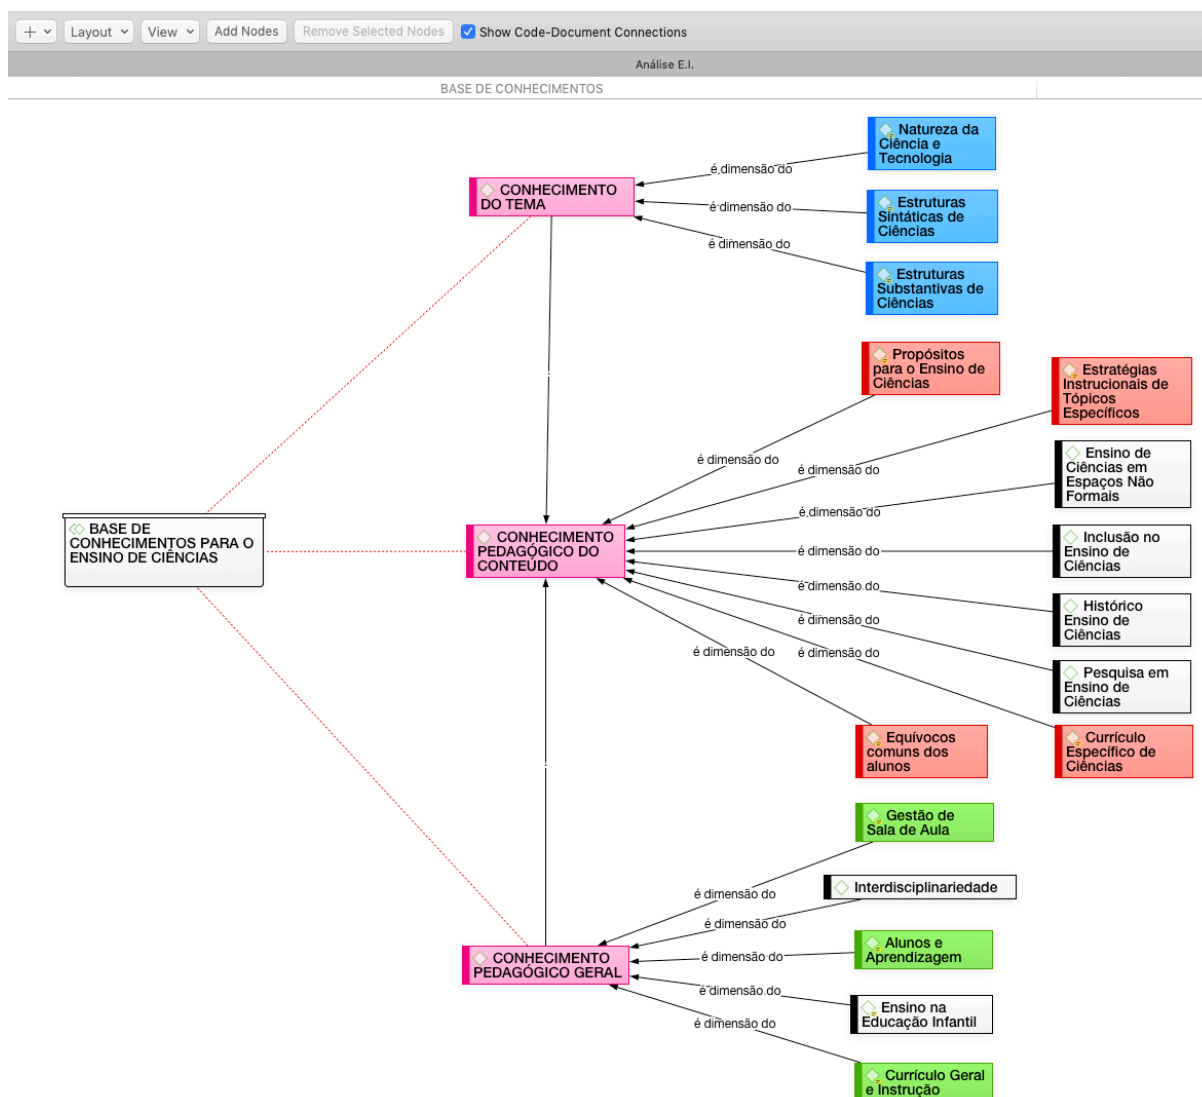 Layout
View
Add Nodes
Remove Selected Nodes
Show Code-Document Connections
Análise E.I.
BASE DE CONHECIMENTOS
Natureza da
Ciência e
Tecnologia
é dimensão do
CONHECIMENTO
DO TEMA
Estruturas
Sintáticas de
Ciências
é dimensão do
é dimensão do
Estruturas
Substantivas de
Ciências
Propósitos
para o Ensino de
Ciências
Estratégias
Instrucionais de
Tópicos
Específicos
é dimensão do
é dimensão do
Ensino de
Ciências em
Espaços Não
Formais
é dimensão do
BASE DE
CONHECIMENTOS PARA O
ENSINO DE CIÊNCIAS
CONHECIMENTO
PEDAGÓGICO DO
CONTEÚDO
é dimensão do
Inclusão no
Ensino de
Ciências
é dimensão do
Histórico
Ensino de
Ciências
é dimensão do
é dimensão do
é dimensão do
Pesquisa em
Ensino de
Ciências
Equívocos
comuns dos
alunos
Currículo
Específico de
Ciências
Gestão de
Sala de Aula
é dimensão do
Interdisciplinariedade
é dimensão do
CONHECIMENTO
PEDAGÓGICO GERAL
é dimensão do
Alunos e
Aprendizagem
é dimensão do
Ensino na
Educação Infantil
é dimensão do
Currículo Geral
e Instrução